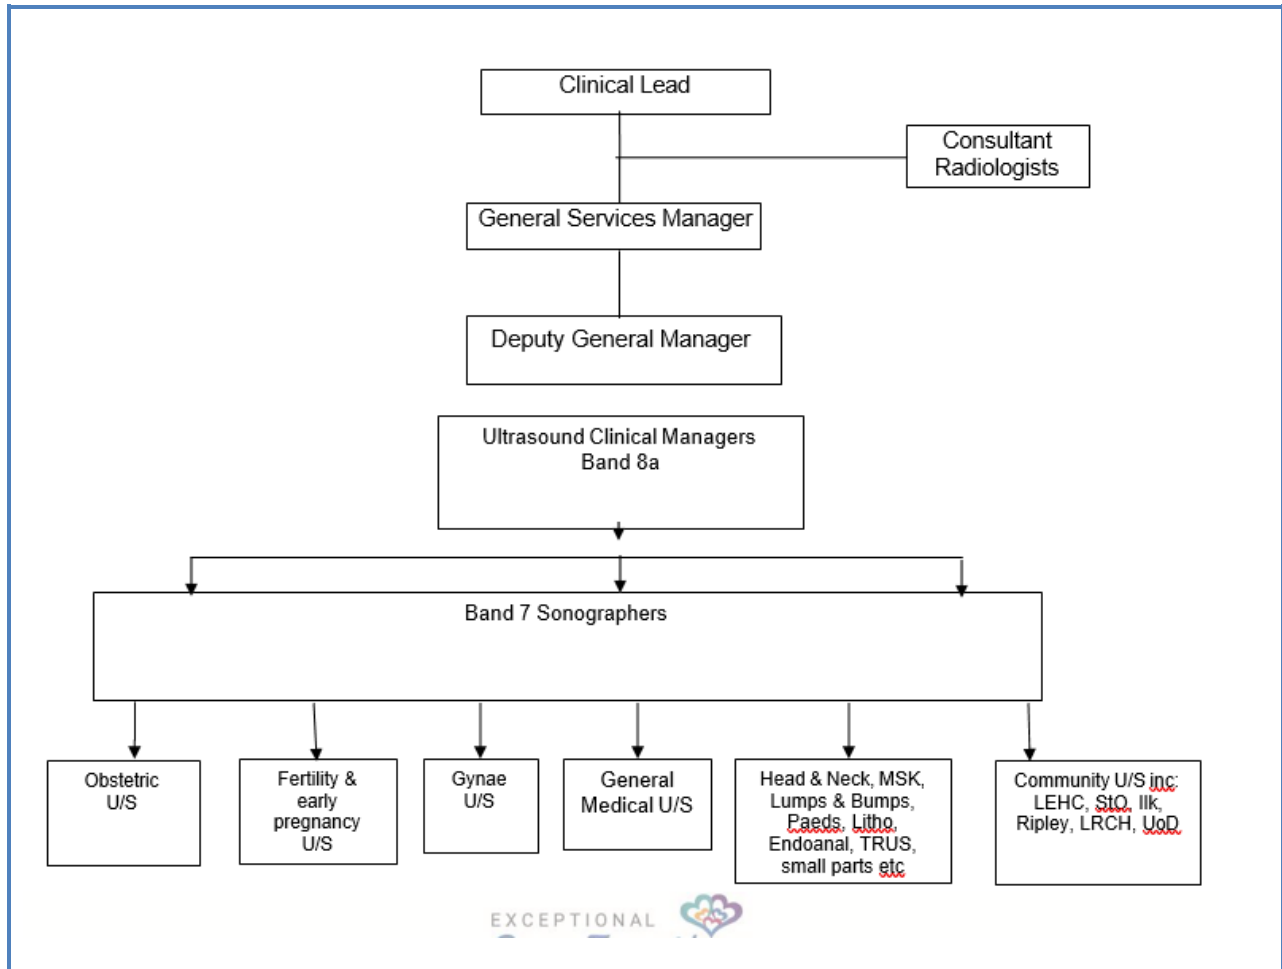 Clinical Lead
Consultant
Radiologists
General Services Manager
Deputy General Manager
Ultrasound Clinical Managers
Band 8a
Band 7 Sonographers
Obstetric
U/S
Fertility &
early
pregnancy
U/S
Gynae
U/S
General
Medical U/S
Head & Neck, MSK,
Lumps & Bumps,
Paeds, Litho,
Endoanal, TRUS,
small parts etc
Community U/S inc:
LEHC, StO, Ilk,
Ripley, LRCH, UoD
EXCEPTIONAL